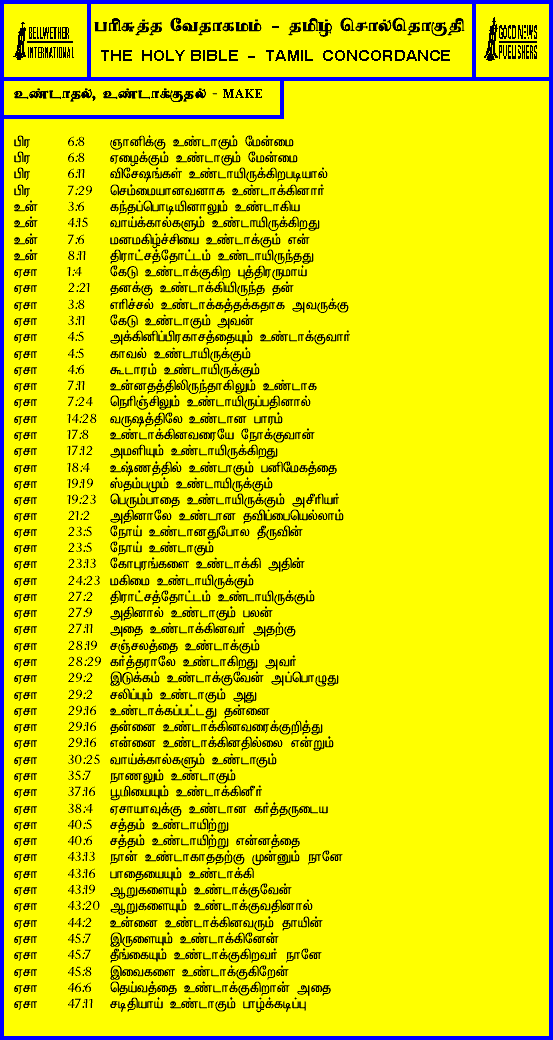 BELLWETHER
INTERNATIONAL
பரிசுத்த வேதாகமம் - தமிழ் சொல்தொகுதி
THE HOLY BIBLE - TAMIL CONCORDANCE
GOOD NEWS
PUBLISHERS
உண்டாதல், உண்டாக்குதல் - MAKE
பிர 6:8 ஞானிக்கு உண்டாகும் மேன்மை
பிர 6:8 ஏழைக்கும் உண்டாகும் மேன்மை
பிர 6:11 விசேஷங்கள் உண்டாயிருக்கிறபடியால்
பிர 7:29 செம்மையானவனாக உண்டாக்கினார்
உன் 3:6 கந்தப்பொடியினாலும் உண்டாகிய
உன் 4:15 வாய்க்கால்களும் உண்டாயிருக்கிறது
உன் 7:6 மனமகிழ்ச்சியை உண்டாக்கும் என்
உன் 8:11 திராட்சத்தோட்டம் உண்டாயிருந்தது
ஏசா 1:4 கேடு உண்டாக்குகிற புத்திரருமாய்
ஏசா 2:21 தனக்கு உண்டாக்கியிருந்த தன்
ஏசா 3:8 எரிச்சல் உண்டாக்கத்தக்கதாக அவருக்கு
ஏசா 3:11 கேடு உண்டாகும் அவன்
ஏசா 4:5 அக்கினிப்பிரகாசத்தையும் உண்டாக்குவார்
ஏசா 4:5 காவல் உண்டாயிருக்கும்
ஏசா 4:6 கூடாரம் உண்டாயிருக்கும்
ஏசா 7:11 உன்னதத்திலிருந்தாகிலும் உண்டாக
ஏசா 7:24 நெரிஞ்சிலும் உண்டாயிருப்பதினால்
ஏசா 14:28 வருஷத்திலே உண்டான பாரம்
ஏசா 17:8 உண்டாக்கினவரையே நோக்குவான்
ஏசா 17:12 அமளியும் உண்டாயிருக்கிறது
ஏசா 18:4 உஷ்ணத்தில் உண்டாகும் பனிமேகத்தை
ஏசா 19:19 ஸ்தம்பமும் உண்டாயிருக்கும்
ஏசா 19:23 பெரும்பாதை உண்டாயிருக்கும் அசீரியர்
ஏசா 21:2 அதினாலே உண்டான தவிப்பையெல்லாம்
ஏசா 23:5 நோய் உண்டானதுபோல தீருவின்
ஏசா 23:5 நோய் உண்டாகும்
ஏசா 23:13 கோபுரங்களை உண்டாக்கி அதின்
ஏசா 24:23 மகிமை உண்டாயிருக்கும்
ஏசா 27:2 திராட்சத்தோட்டம் உண்டாயிருக்கும்
ஏசா 27:9 அதினால் உண்டாகும் பலன்
ஏசா 27:11 அதை உண்டாக்கினவர் அதற்கு
ஏசா 28:19 சஞ்சலத்தை உண்டாக்கும்
ஏசா 28:29 கர்த்தராலே உண்டாகிறது அவர்
ஏசா 29:2 இடுக்கம் உண்டாக்குவேன் அப்பொழுது
ஏசா 29:2 சலிப்பும் உண்டாகும் அது
ஏசா 29:16 உண்டாக்கப்பட்டது தன்னை
ஏசா 29:16 தன்னை உண்டாக்கினவரைக்குறித்து
ஏசா 29:16 என்னை உண்டாக்கினதில்லை என்றும்
ஏசா 30:25 வாய்க்கால்களும் உண்டாகும்
ஏசா 35:7 நாணலும் உண்டாகும்
ஏசா 37:16 பூமியையும் உண்டாக்கினீர்
ஏசா 38:4 ஏசாயாவுக்கு உண்டான கர்த்தருடைய
ஏசா 40:5 சத்தம் உண்டாயிற்று
ஏசா 40:6 சத்தம் உண்டாயிற்று என்னத்தை
ஏசா 43:13 நான் உண்டாகாததற்கு முன்னும் நானே
ஏசா 43:16 பாதையையும் உண்டாக்கி
ஏசா 43:19 ஆறுகளையும் உண்டாக்குவேன்
ஏசா 43:20 ஆறுகளையும் உண்டாக்குவதினால்
ஏசா 44:2 உன்னை உண்டாக்கினவரும் தாயின்
ஏசா 45:7 இருளையும் உண்டாக்கினேன்
ஏசா 45:7 தீங்கையும் உண்டாக்குகிறவர் நானே
ஏசா 45:8 இவைகளை உண்டாக்குகிறேன்
ஏசா 46:6 தெய்வத்தை உண்டாக்குகிறான் அதை
ஏசா 47:11 சடிதியாய் உண்டாகும் பாழ்க்கடிப்பு